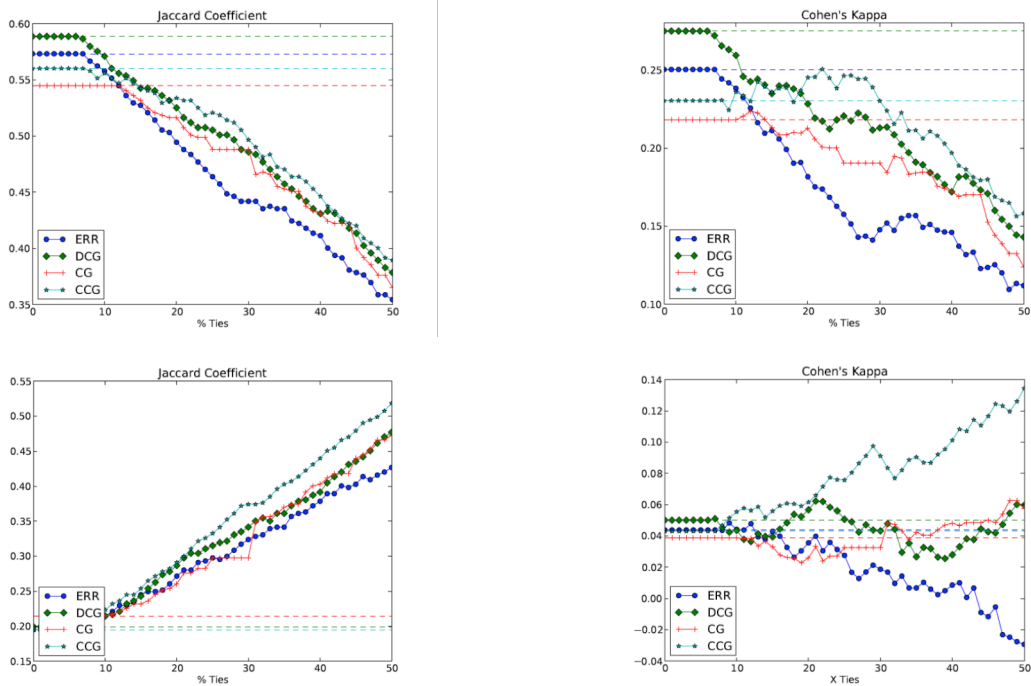 Jaccard Coefficient
0.60
0.55
0.50
0.45
0.40
0.35
ERR
DCG
CG
CCG
0 10 20 30 40 50
% Ties
Cohen's Kappa
0.25
0.20
0.15
0.10
ERR
DCG
CG
CCG
0 10 20 30 40 50
% Ties
Jaccard Coefficient
0.55
0.50
0.45
0.40
0.35
0.30
0.25
0.20
0.15
ERR
DCG
CG
CCG
0 10 20 30 40 50
% Ties
Cohen's Kappa
0.14
0.12
0.10
0.08
0.06
0.04
0.02
0.00
−0.02
−0.04
ERR
DCG
CG
CCG
0 10 20 30 40 50
X Ties